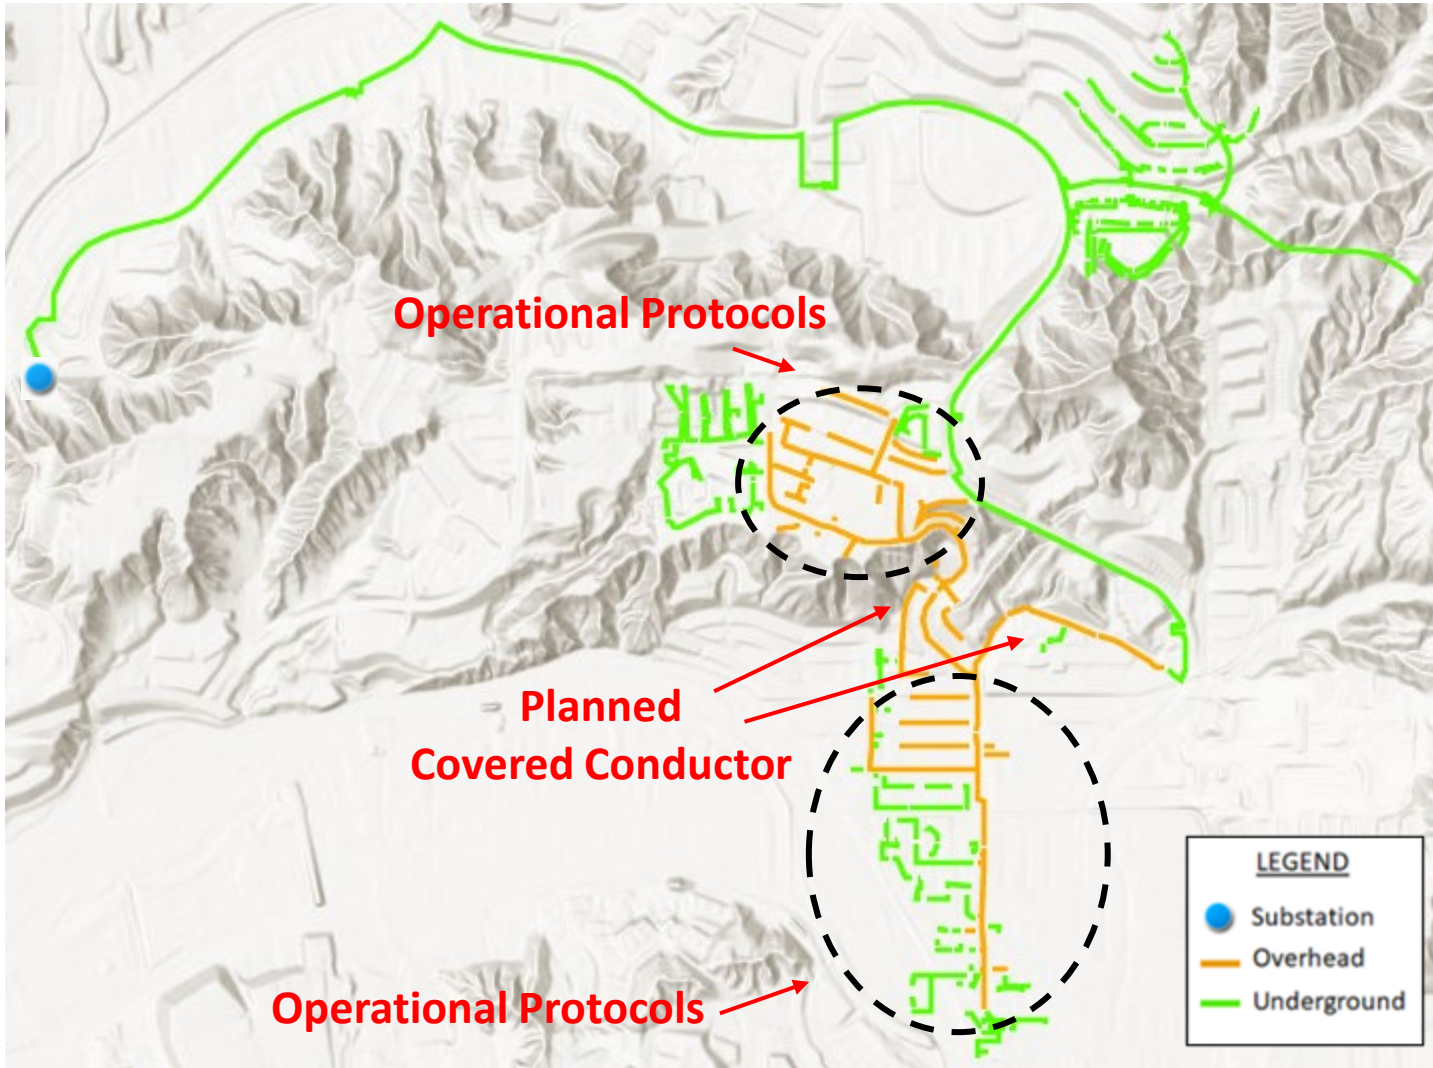 Operational Protocols
Planned
Covered Conductor
Operational Protocols
LEGEND
Substation
Overhead
Underground